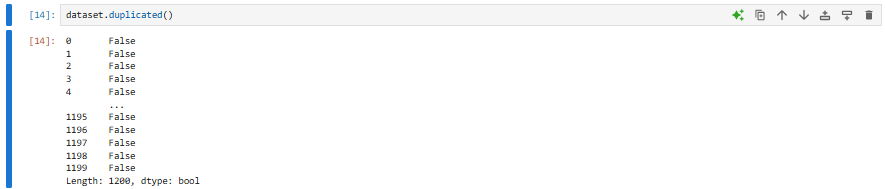 [14]: dataset.duplicated()
[14]: 0 False
1 False
2 False
3 False
4 False
...
1195 False
1196 False
1197 False
1198 False
1199 False
Length: 1200, dtype: bool